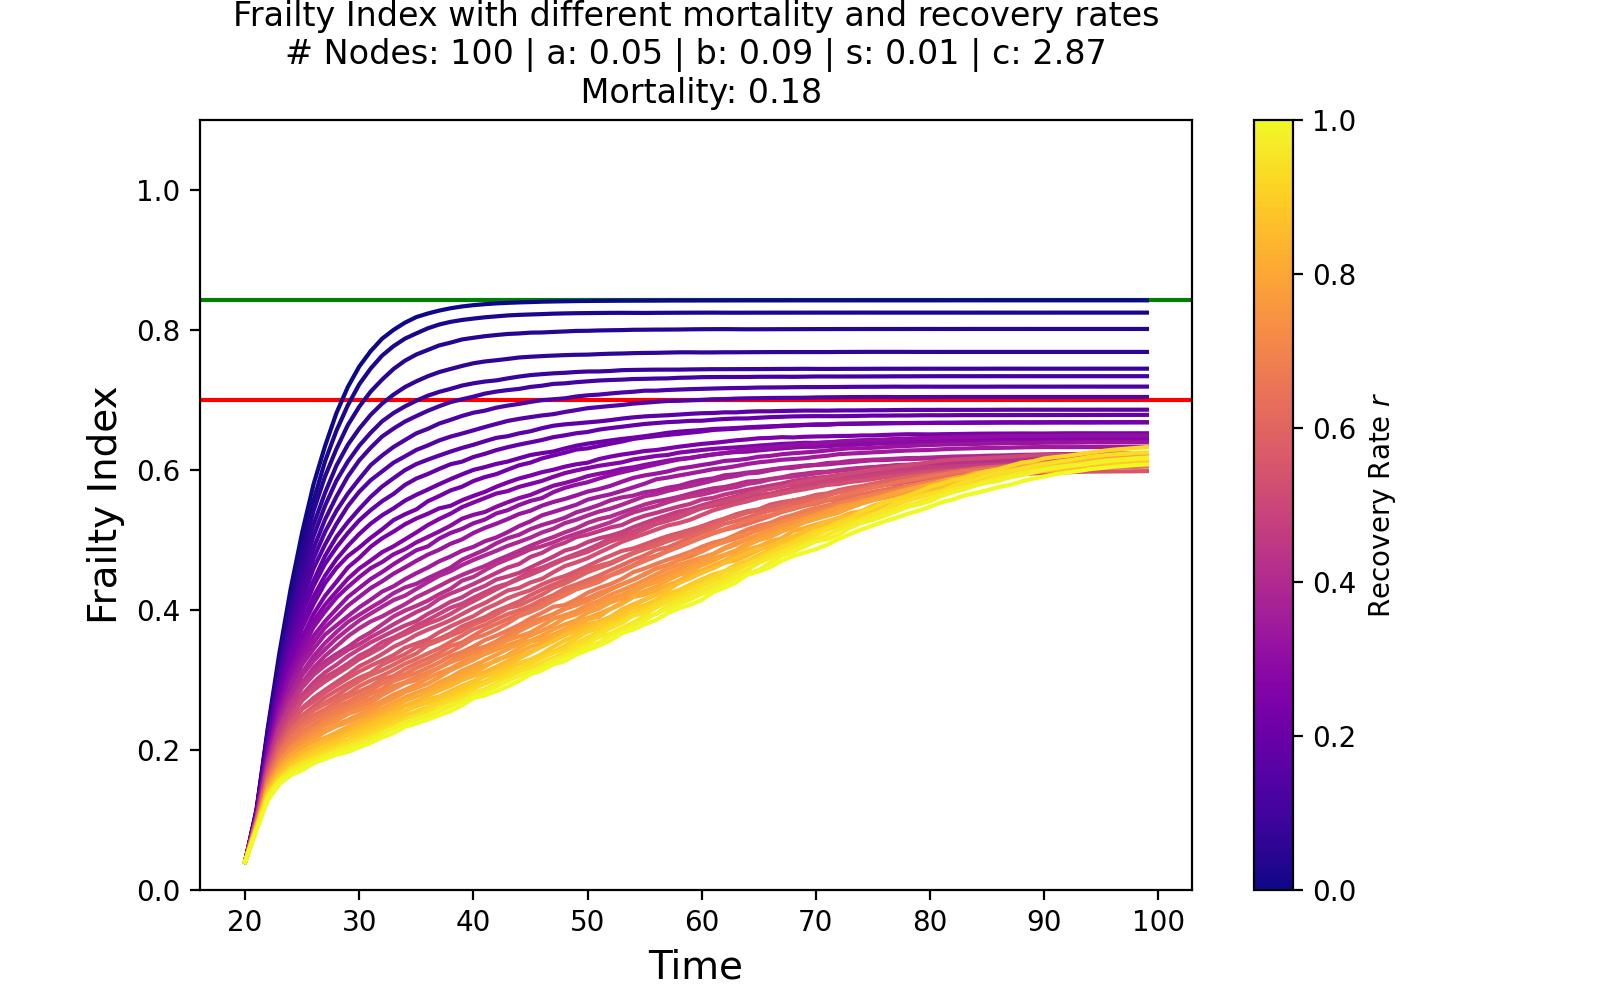 Frailty Index with different mortality and recovery rates
# Nodes: 100 | a: 0.05 | b: 0.09 | s: 0.01 | c: 2.87
Mortality: 0.18
Frailty Index
1.0
0.8
0.6
0.4
0.2
0.0
20 30 40 50 60 70 80 90 100
Time
1.0
0.8
0.6
0.4
0.2
0.0
Recovery Rate r